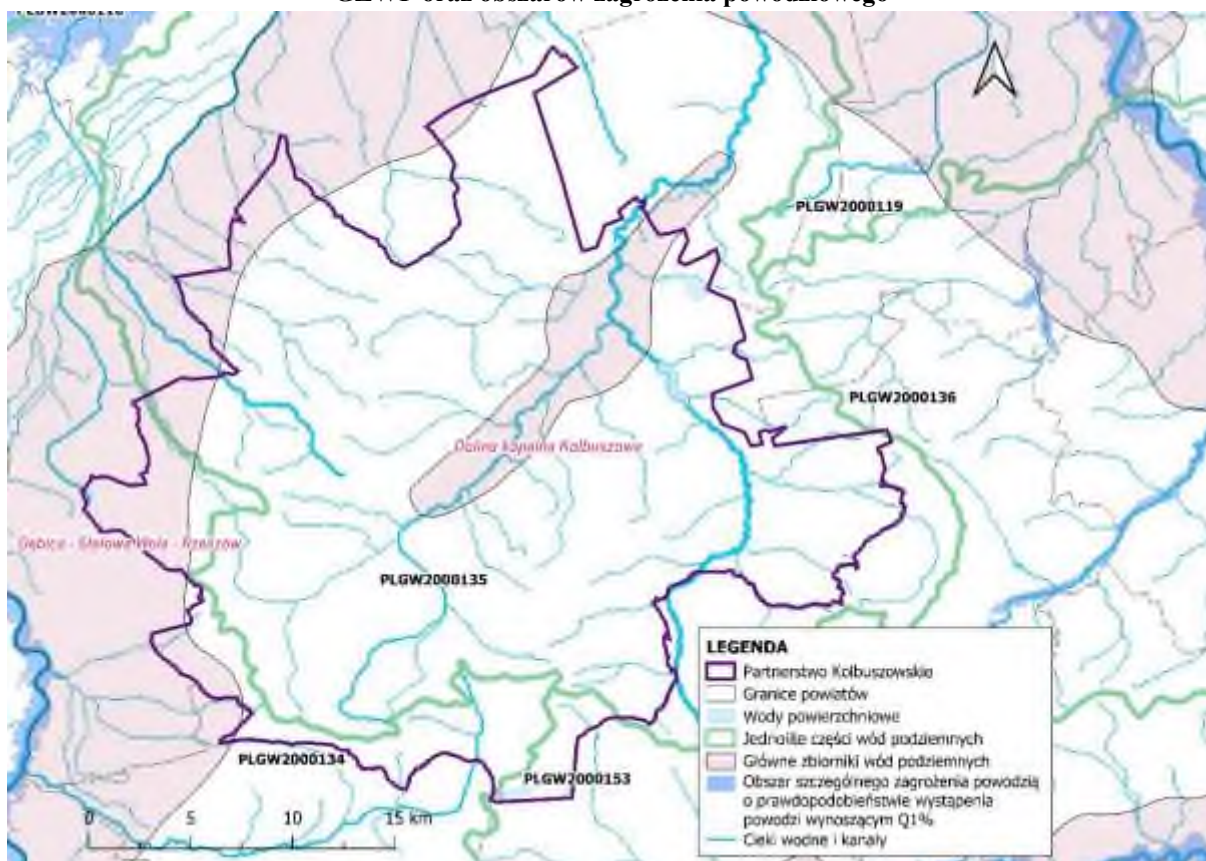 GZWP oraz obszarów zagrożenia powodziowego
PLGW2000119
PLGW2000136
Dolina kopalna Kolbuszowa
Dębica - Stalowa Wola - Rzeszów
PLGW2000135
PLGW2000134
PLGW2000153
0 5 10 15 km
LEGENDA
Partnerstwo Kolbuszowskie
Granice powiatów
Wody powierzchniowe
Jednolite części wód podziemnych
Główne zbiorniki wód podziemnych
Obszar szczególnego zagrożenia powodzią
o prawdopodobieństwie wystąpenia
powodzi wynoszącym Q1%
Cieki wodne i kanały